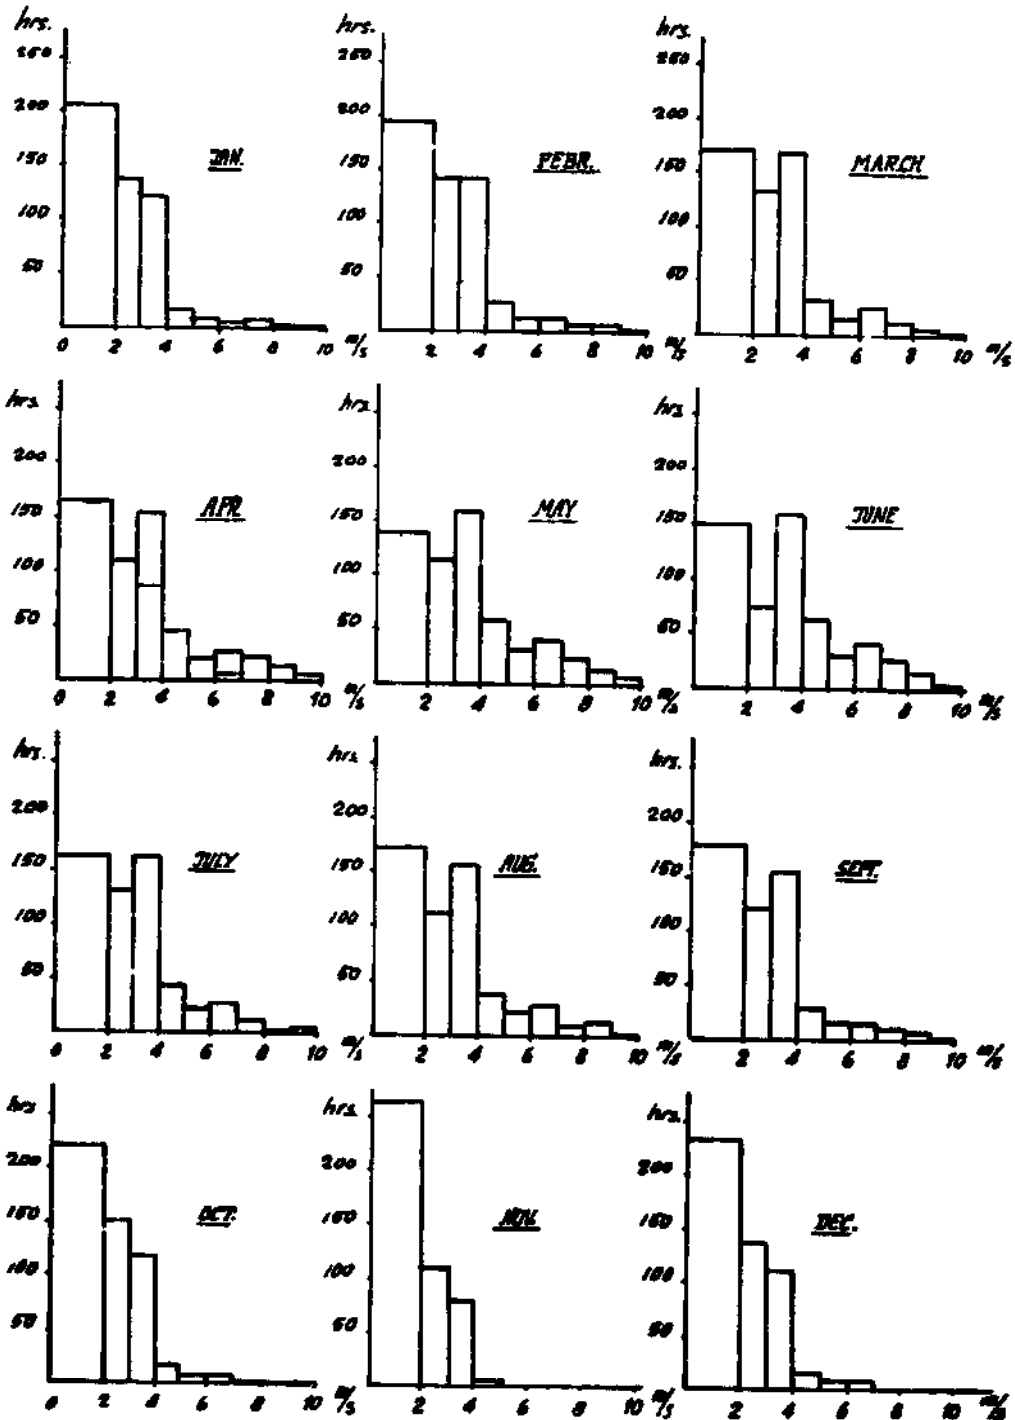 hrs. hrs. hrs.
250 250 250
200 200 200
150 JAN. 150 FEBR. 150 MARCH
100 100 100
50 50 50
0 2 4 6 8 10 m/s 2 4 6 8 10 m/s 2 4 6 8 10 m/s
hrs. hrs. hrs.
200 200 200
150 APR. 150 MAY 150 JUNE
100 100 100
50 50 50
0 2 4 6 8 10 m/s 2 4 6 8 10 m/s 2 4 6 8 10 m/s
hrs. hrs. hrs.
200 200 200
150 JULY 150 AUG. 150 SEPT.
100 100 100
50 50 50
0 2 4 6 8 10 m/s 2 4 6 8 10 m/s 2 4 6 8 10 m/s
hrs hrs. hrs.
200 200 200
150 OCT. 150 NOV. 150 DEC.
100 100 100
50 50 50
0 2 4 6 8 10 m/s 2 4 6 8 10 m/s 2 4 6 8 10 m/s